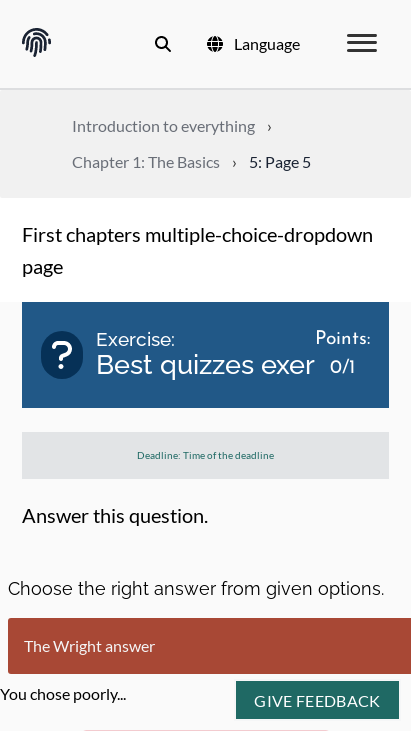 Language
Introduction to everything ›
Chapter 1: The Basics › 5: Page 5
First chapters multiple-choice-dropdown
page
Exercise:
Best quizzes exer
Points:
0/1
Deadline: Time of the deadline
Answer this question.
Choose the right answer from given options.
The Wright answer
You chose poorly...
GIVE FEEDBACK